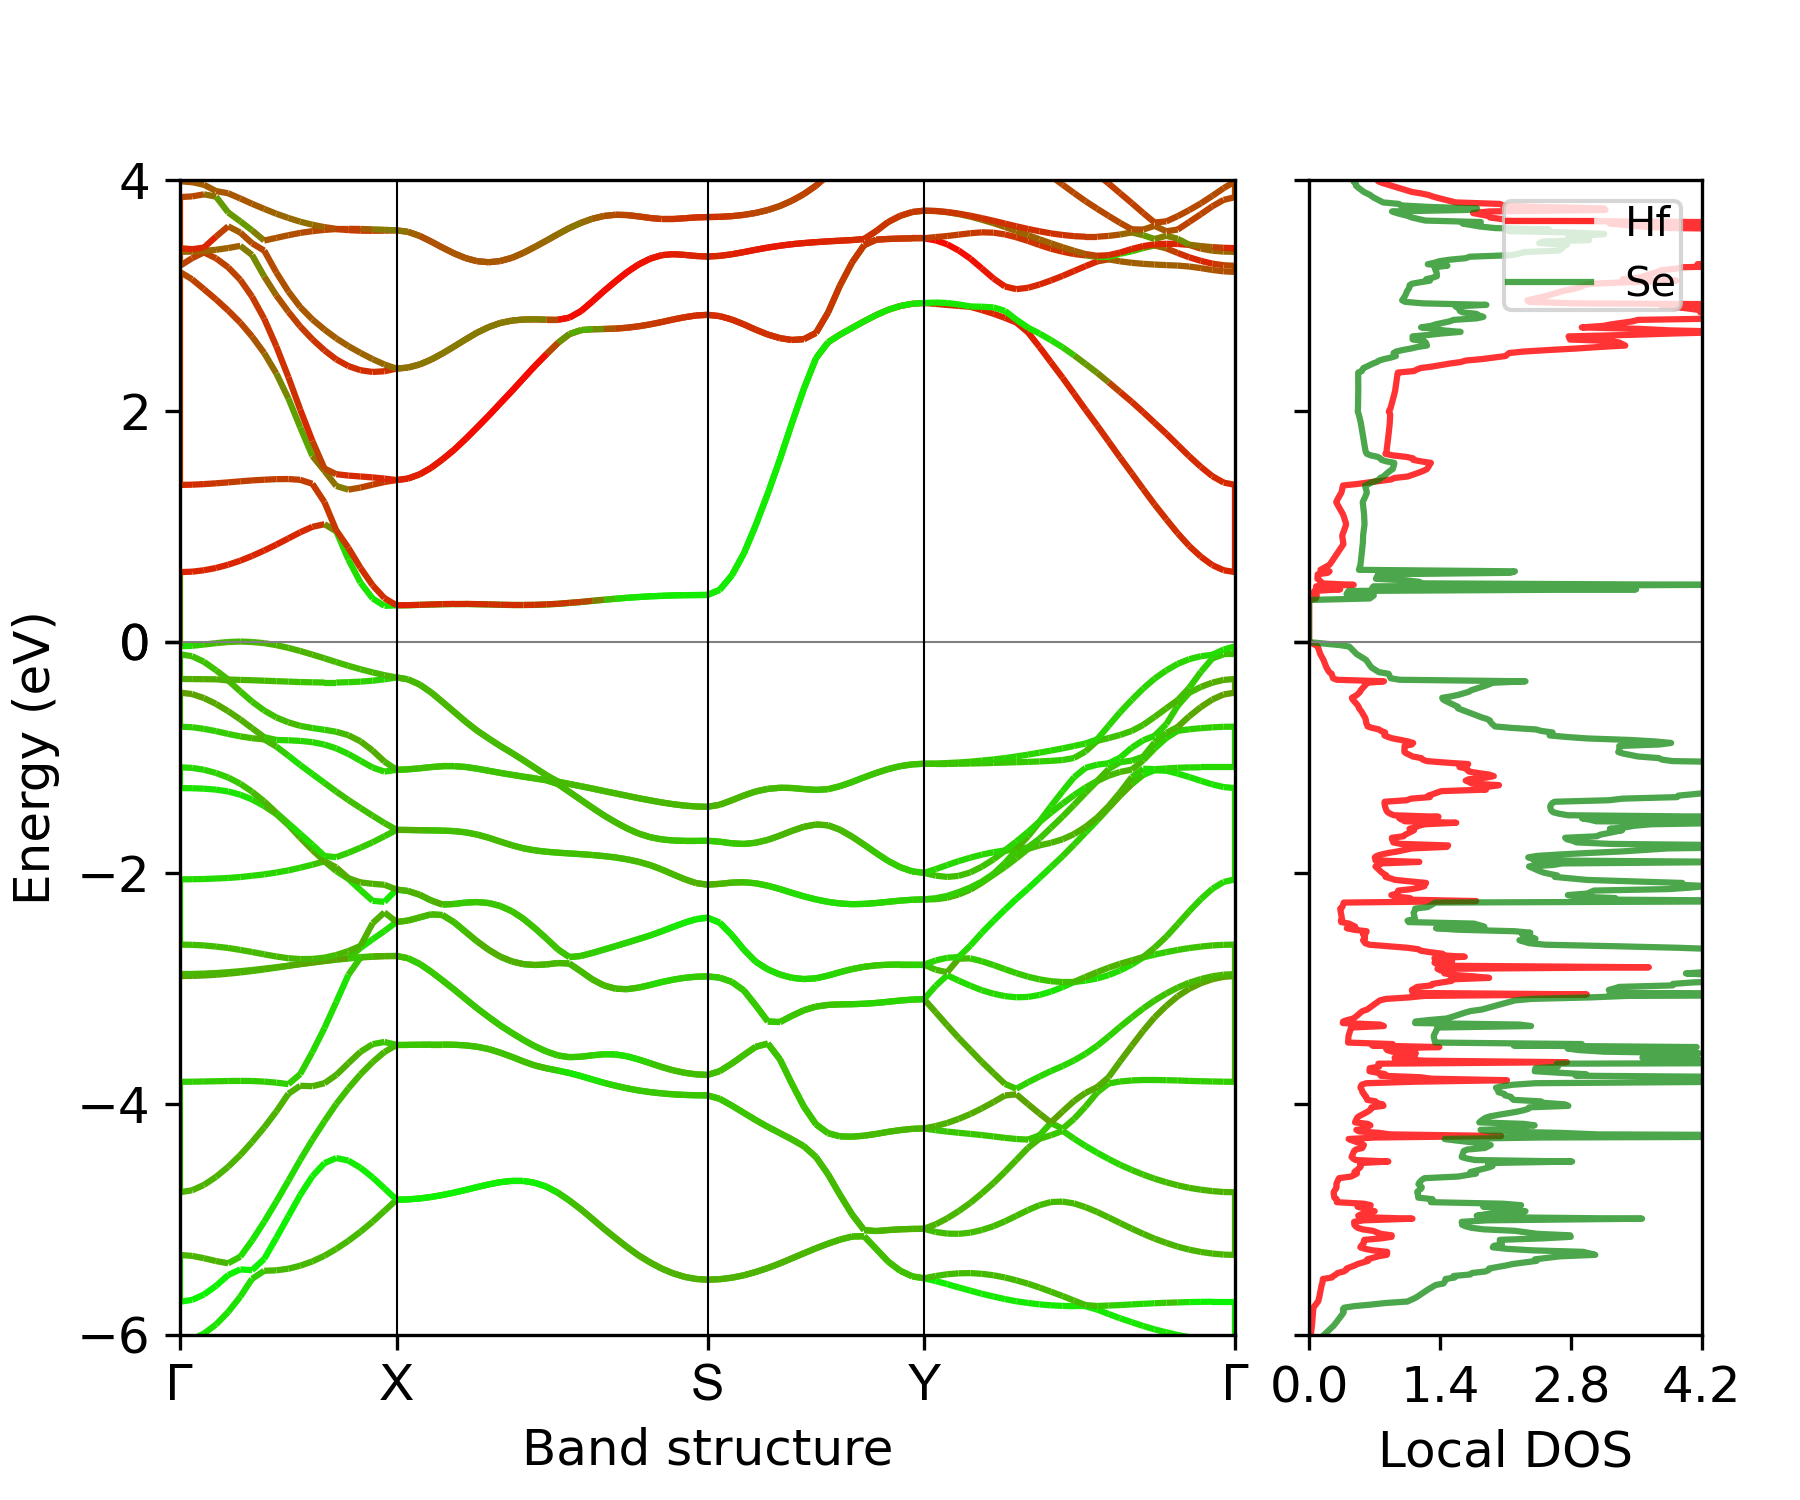 Energy (eV)
4
2
0
−2
−4
−6
Γ X S Y Γ
Band structure
Hf
Se
0.0 1.4 2.8 4.2
Local DOS